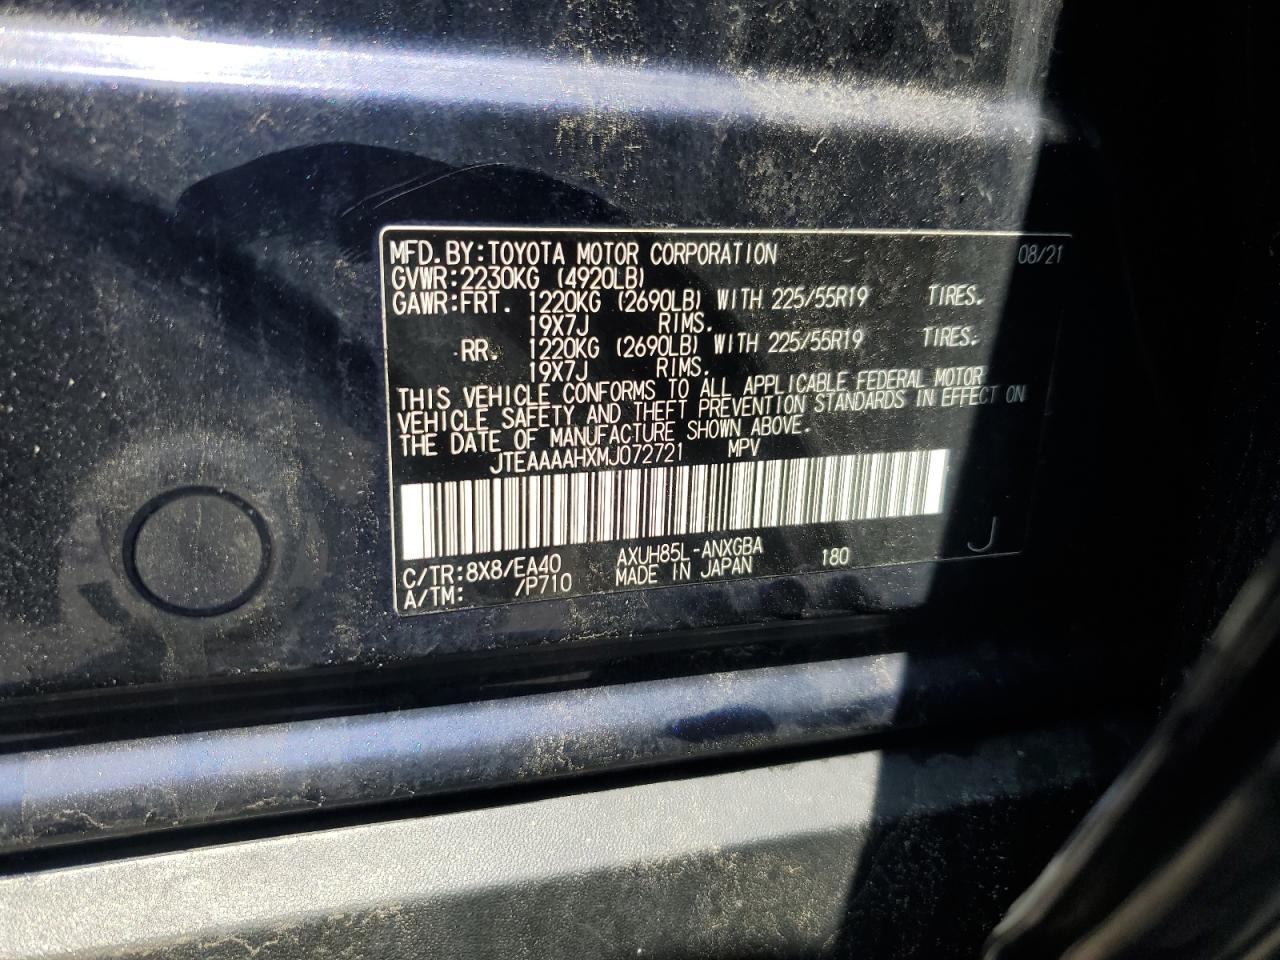 MFD. BY: TOYOTA MOTOR CORPORATION 08/21
GVWR: 2230KG (4920LB)
GAWR: FRT. 1220KG (2690LB) WITH 225/55R19 TIRES.
19X7J RIMS.
RR. 1220KG (2690LB) WITH 225/55R19 TIRES.
19X7J RIMS.
THIS VEHICLE CONFORMS TO ALL APPLICABLE FEDERAL MOTOR
VEHICLE SAFETY AND THEFT PREVENTION STANDARDS IN EFFECT ON
THE DATE OF MANUFACTURE SHOWN ABOVE.
JTEAAAAHXMJ072721 MPV
C/TR: 8X8/EA40 AXUH85L-ANXGBA 180 J
A/TM: /P710 MADE IN JAPAN